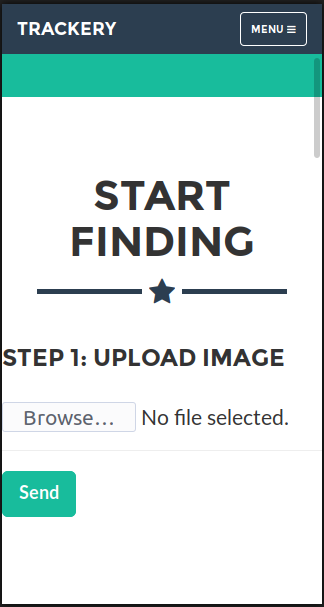 TRACKERY
MENU
START
FINDING
STEP 1: UPLOAD IMAGE
Browse... No file selected.
Send